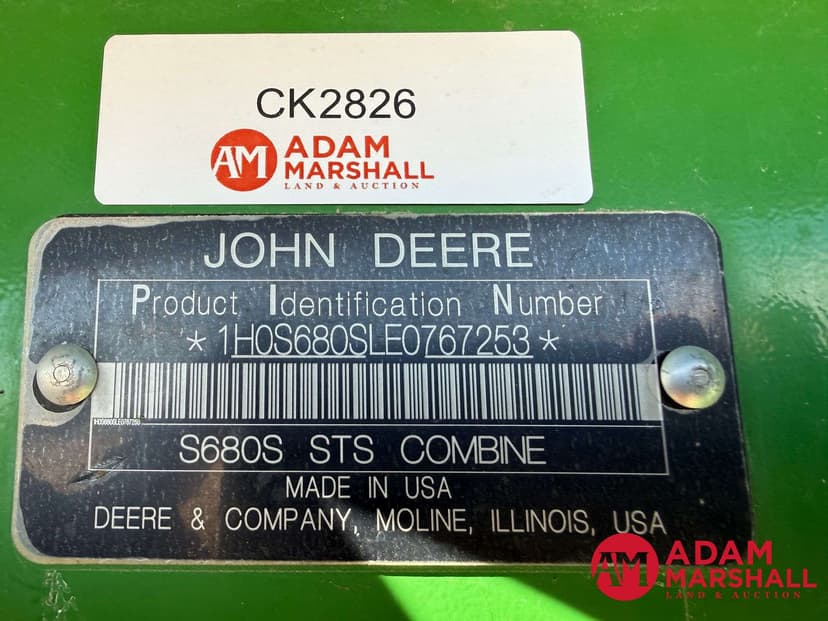 CK2826
AM ADAM
MARSHALL
LAND & AUCTION
JOHN DEERE
Product Identification Number
*1H0S680SLE0767253*
S680S STS COMBINE
MADE IN USA
DEERE & COMPANY, MOLINE, ILLINOIS, USA
AM ADAM
MARSHALL
LAND & AUCTION